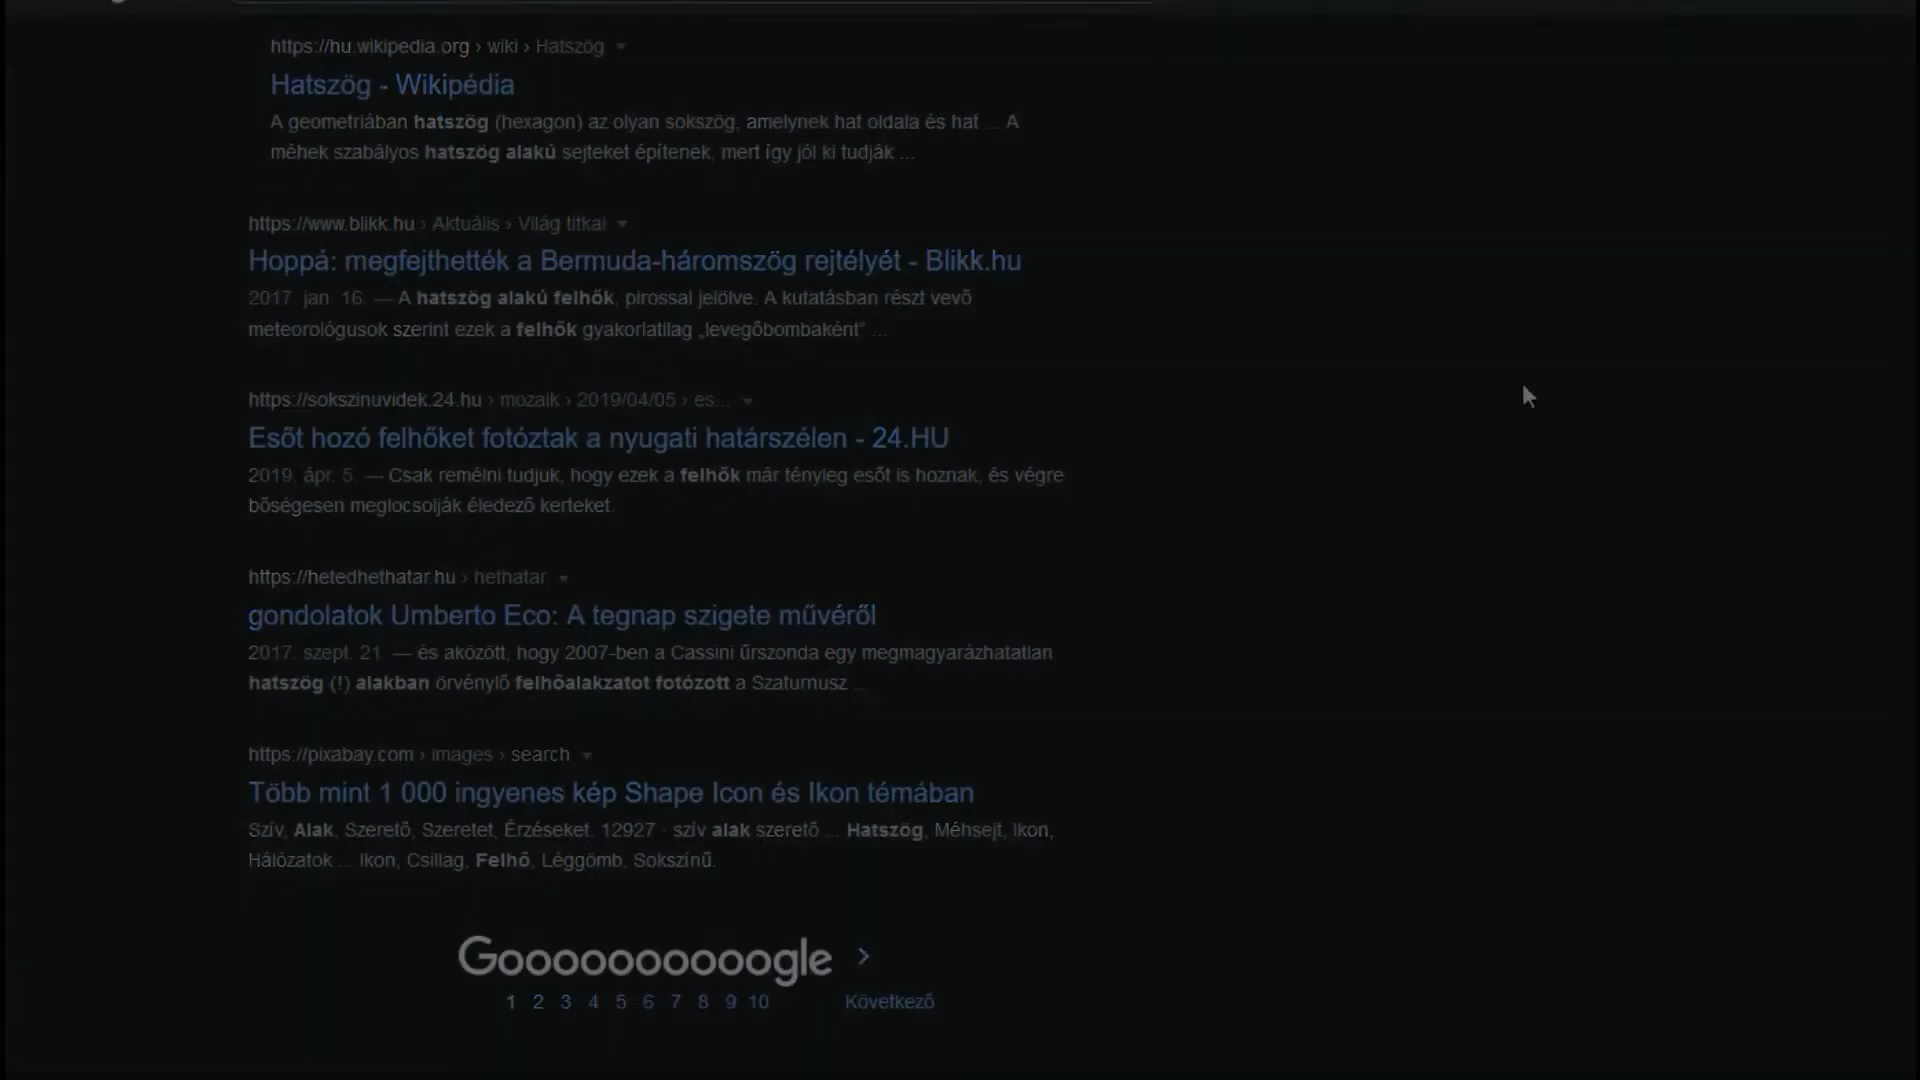 https://hu.wikipedia.org › wiki › Hatszög
Hatszög - Wikipédia
A geometriában hatszög (hexagon) az olyan sokszög, amelynek hat oldala és hat ... A
méhek szabályos hatszög alakú sejteket építenek, mert így jól ki tudják ...
https://www.blikk.hu › Aktuális › Világ titkai
Hoppá: megfejthették a Bermuda-háromszög rejtélyét - Blikk.hu
2017. jan. 16. — A hatszög alakú felhők, pirossal jelölve. A kutatásban részt vevő
meteorológusok szerint ezek a felhők gyakorlatilag „levegőbombaként” ...
https://sokszinuvidek.24.hu › mozaik › 2019/04/05 › es...
Esőt hozó felhőket fotóztak a nyugati határszélen - 24.HU
2019. ápr. 5. — Csak remélni tudjuk, hogy ezek a felhők már tényleg esőt is hoznak, és végre
bőségesen meglocsolják éledező kerteket.
https://hetedhethatar.hu › hethatar
gondolatok Umberto Eco: A tegnap szigete művéről
2017. szept. 21. — és aközött, hogy 2007-ben a Cassini űrszonda egy megmagyarázhatatlan
hatszög (!) alakban örvénylő felhőalakzatot fotózott a Szaturnusz ...
https://pixabay.com › images › search
Több mint 1 000 ingyenes kép Shape Icon és Ikon témában
Szív, Alak, Szerető, Szeretet, Érzéseket. 12927 · szív alak szerető ... Hatszög, Méhsejt, Ikon,
Hálózatok ... Ikon, Csillag, Felhő, Léggömb, Sokszínű.
Goooooooooogle >
1 2 3 4 5 6 7 8 9 10 Következő